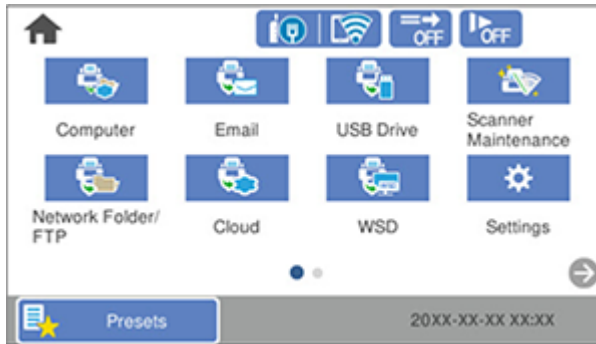 OFF OFF
Computer Email USB Drive Scanner
Maintenance
Network Folder/
FTP Cloud WSD Settings
Presets 20XX-XX-XX XX:XX